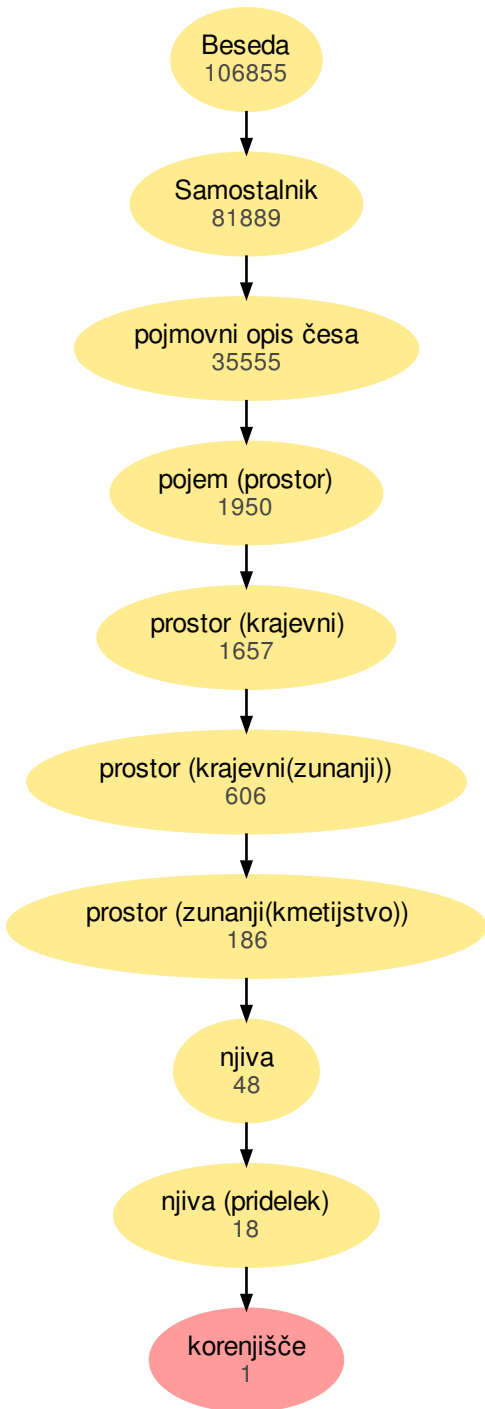 Beseda
106855
Samostalnik
81889
pojmovni opis česa
35555
pojem (prostor)
1950
prostor (krajevni)
1657
prostor (krajevni(zunanji))
606
prostor (zunanji(kmetijstvo))
186
njiva
48
njiva (pridelek)
18
korenjišče
1